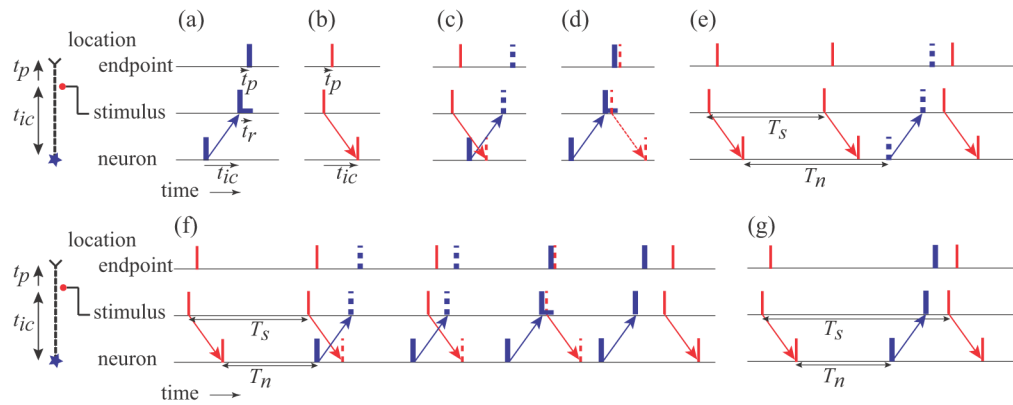 (a) (b) (c) (d) (e)
location
endpoint
t_p t_p t_p
stimulus
t_ic t_r T_s
neuron
t_ic t_ic T_n
time
(f) (g)
location
endpoint
t_p
stimulus
t_ic T_s T_s
neuron
T_n T_n
time